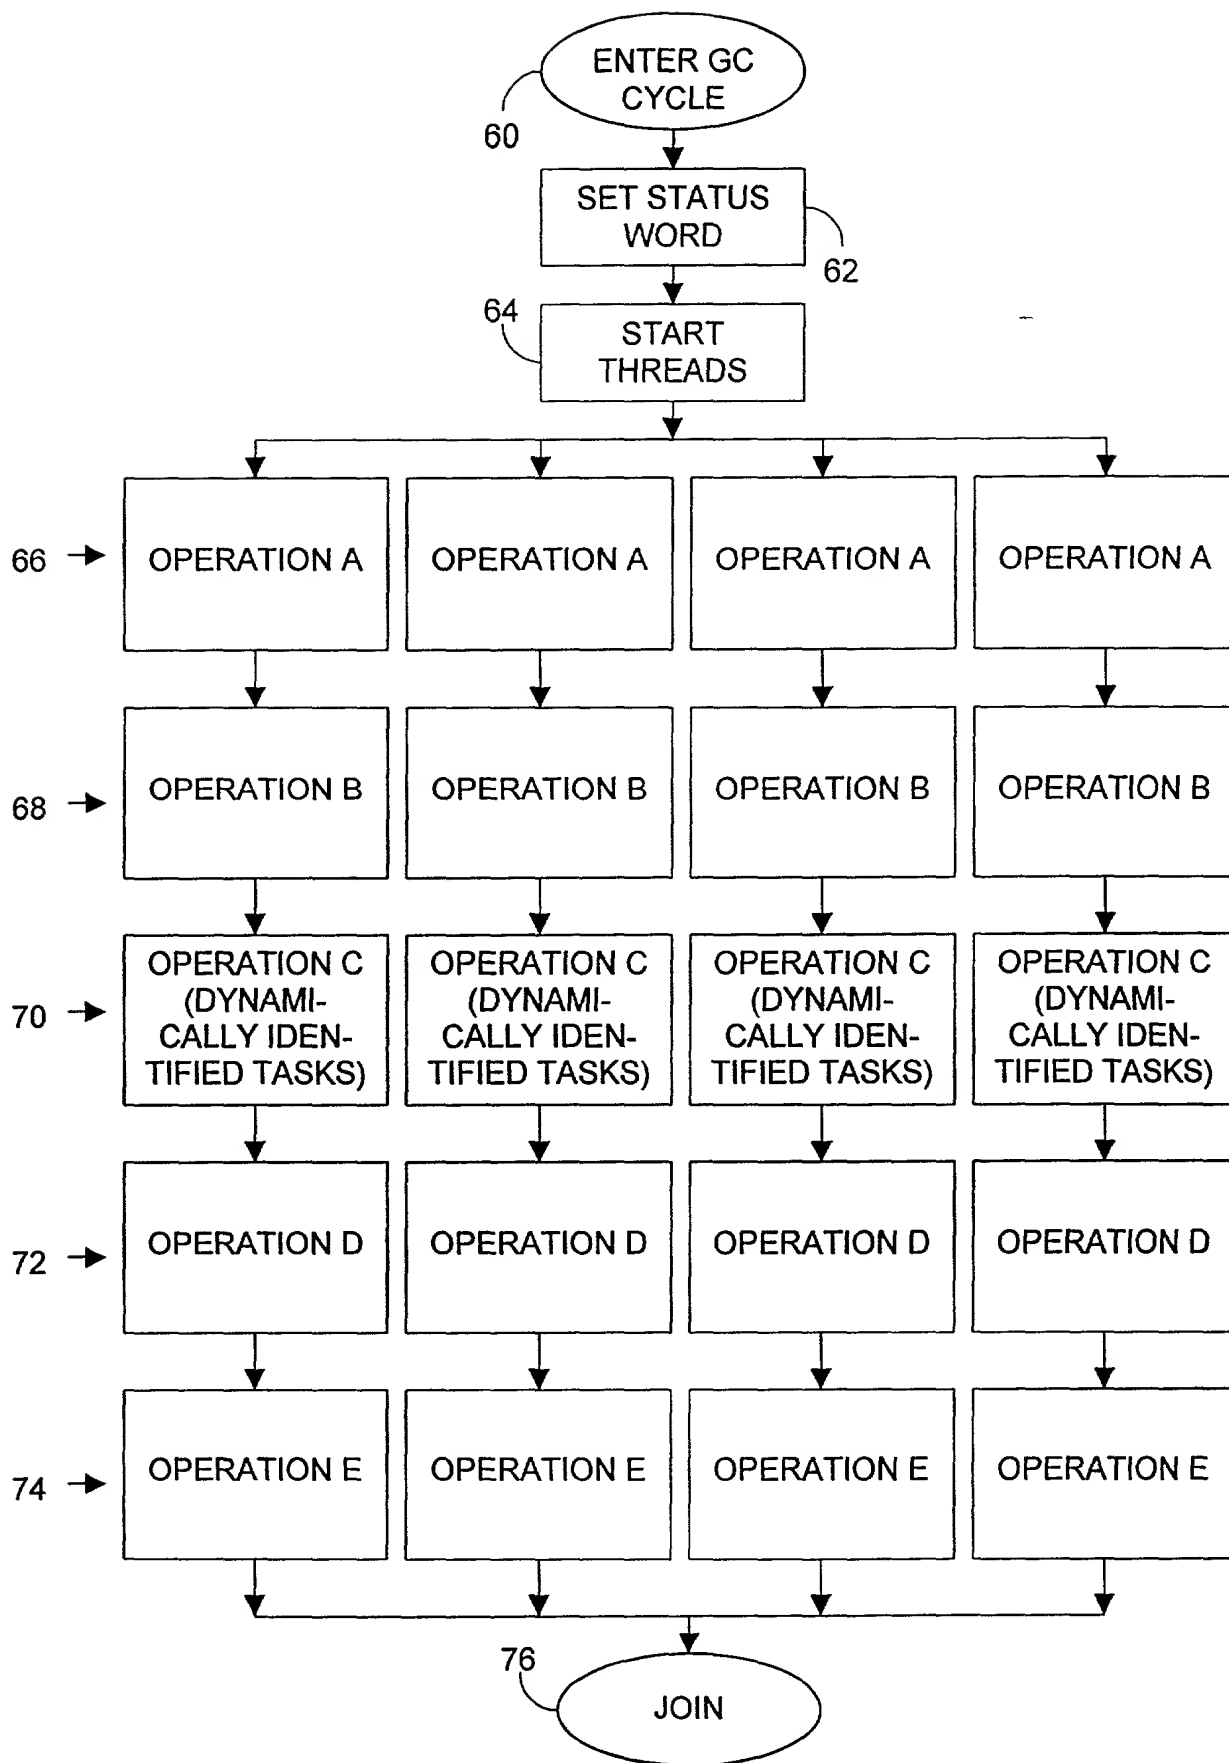 ENTER GC
CYCLE
60
SET STATUS
WORD
62
64
START
THREADS
66
OPERATION A
OPERATION A
OPERATION A
OPERATION A
68
OPERATION B
OPERATION B
OPERATION B
OPERATION B
70
OPERATION C
(DYNAMI-
CALLY IDEN-
TIFIED TASKS)
OPERATION C
(DYNAMI-
CALLY IDEN-
TIFIED TASKS)
OPERATION C
(DYNAMI-
CALLY IDEN-
TIFIED TASKS)
OPERATION C
(DYNAMI-
CALLY IDEN-
TIFIED TASKS)
72
OPERATION D
OPERATION D
OPERATION D
OPERATION D
74
OPERATION E
OPERATION E
OPERATION E
OPERATION E
76
JOIN